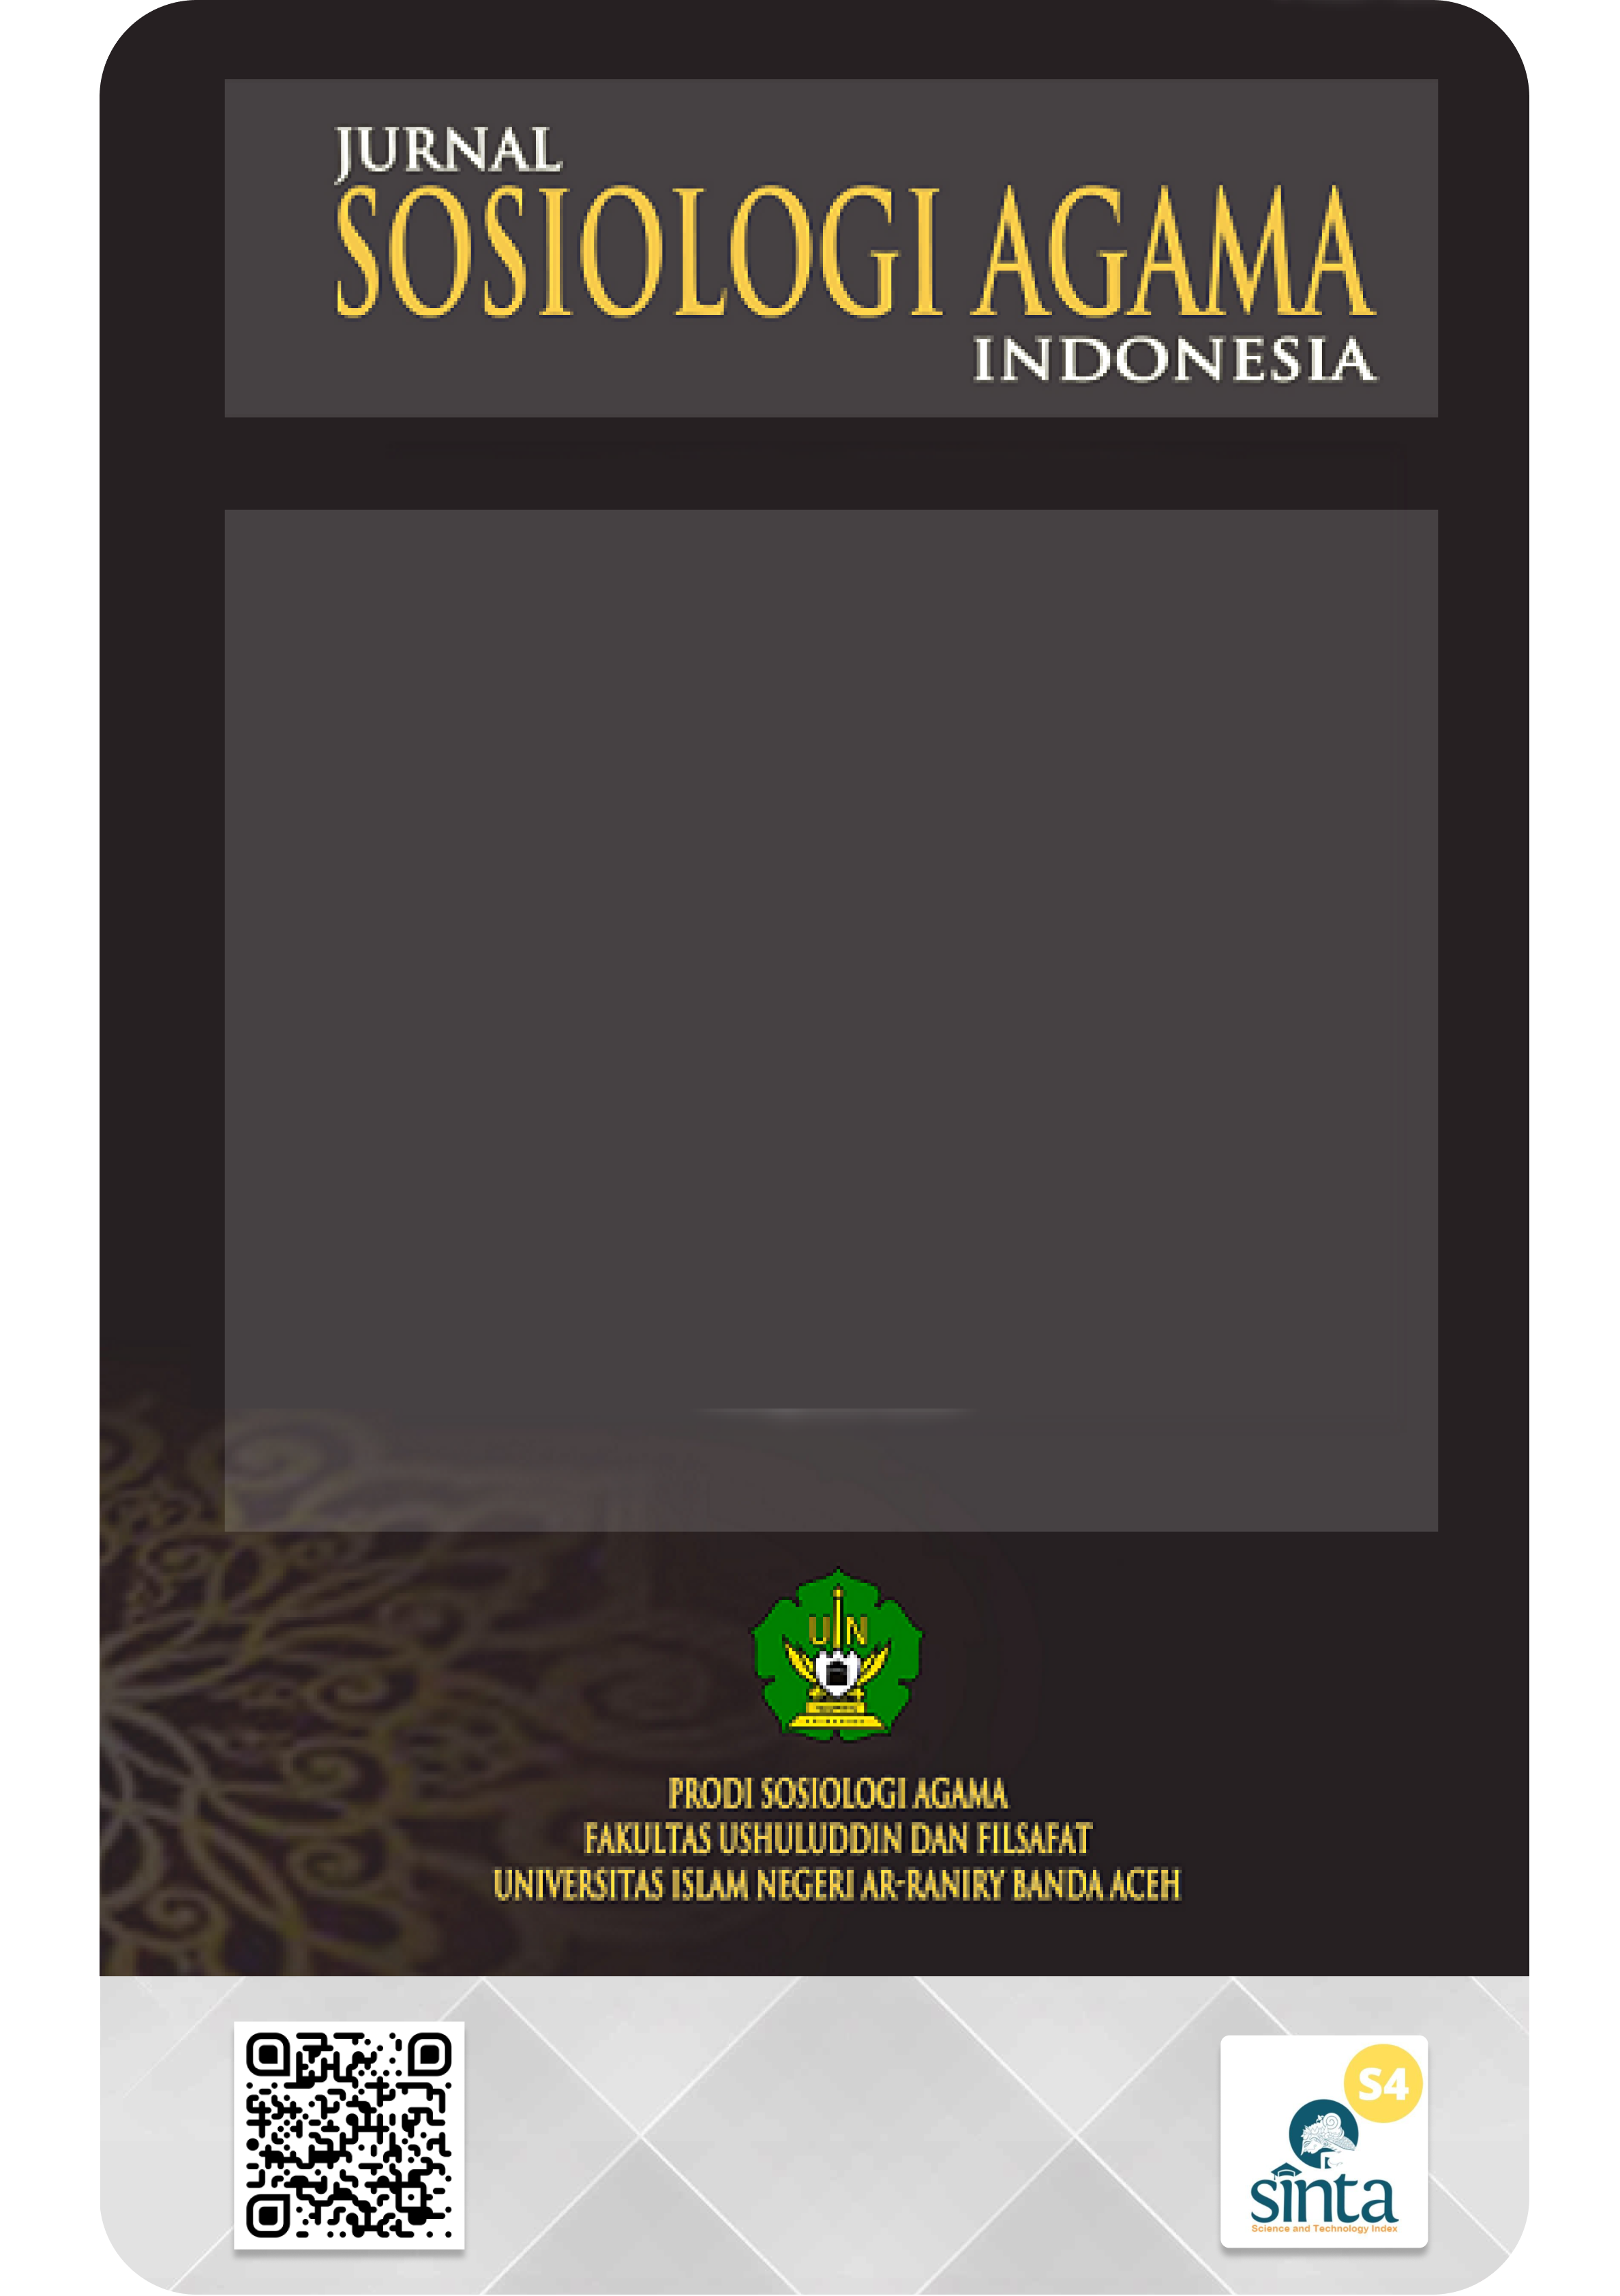 JURNAL
SOSIOLOGI AGAMA
INDONESIA
UIN
PRODI SOSIOLOGI AGAMA
FAKULTAS USHULUDDIN DAN FILSAFAT
UNIVERSITAS ISLAM NEGERI AR-RANIRY BANDA ACEH
S4
sinta
Science and Technology Index